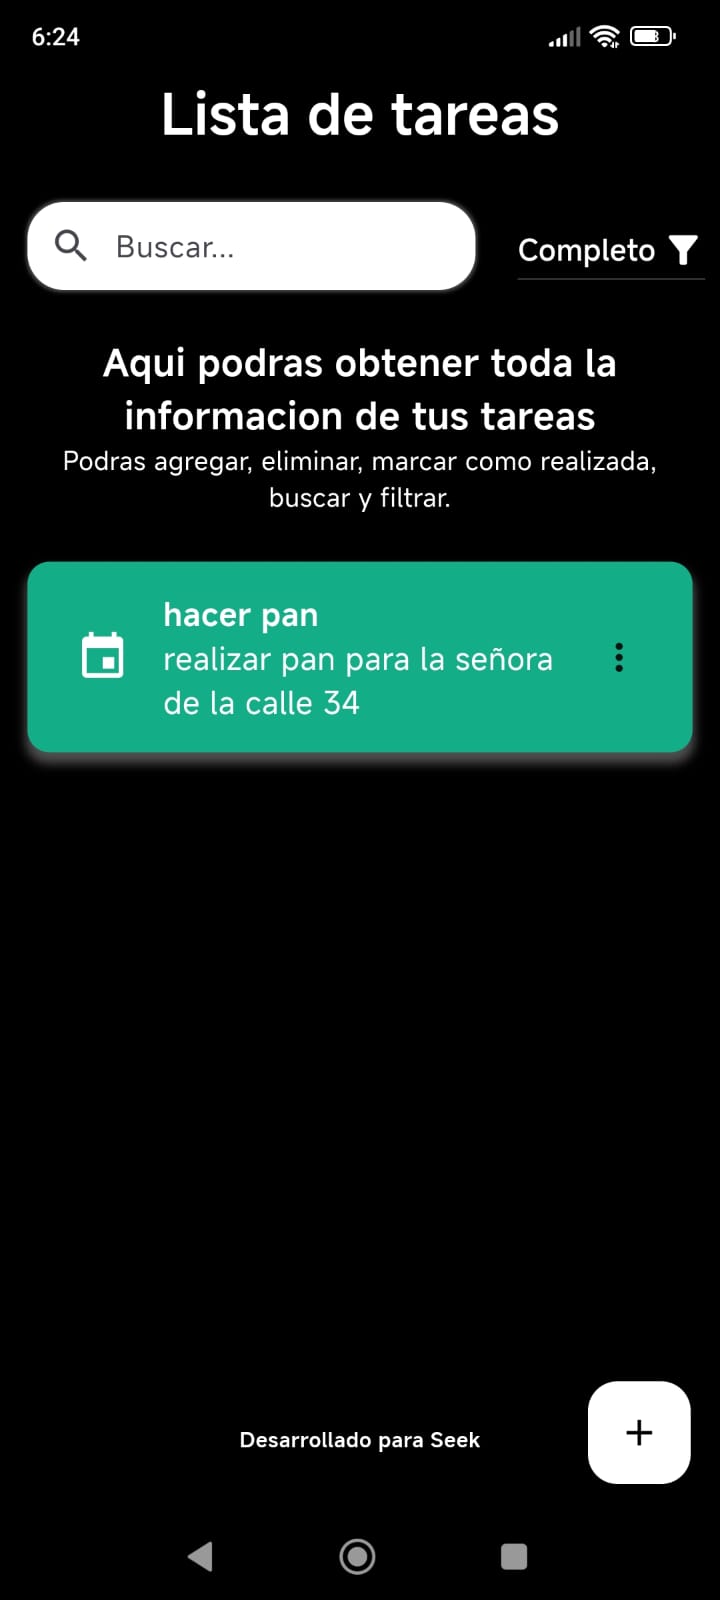 6:24
Lista de tareas
Buscar...
Completo
Aqui podras obtener toda la
informacion de tus tareas
Podras agregar, eliminar, marcar como realizada,
buscar y filtrar.
hacer pan
realizar pan para la señora
de la calle 34
Desarrollado para Seek